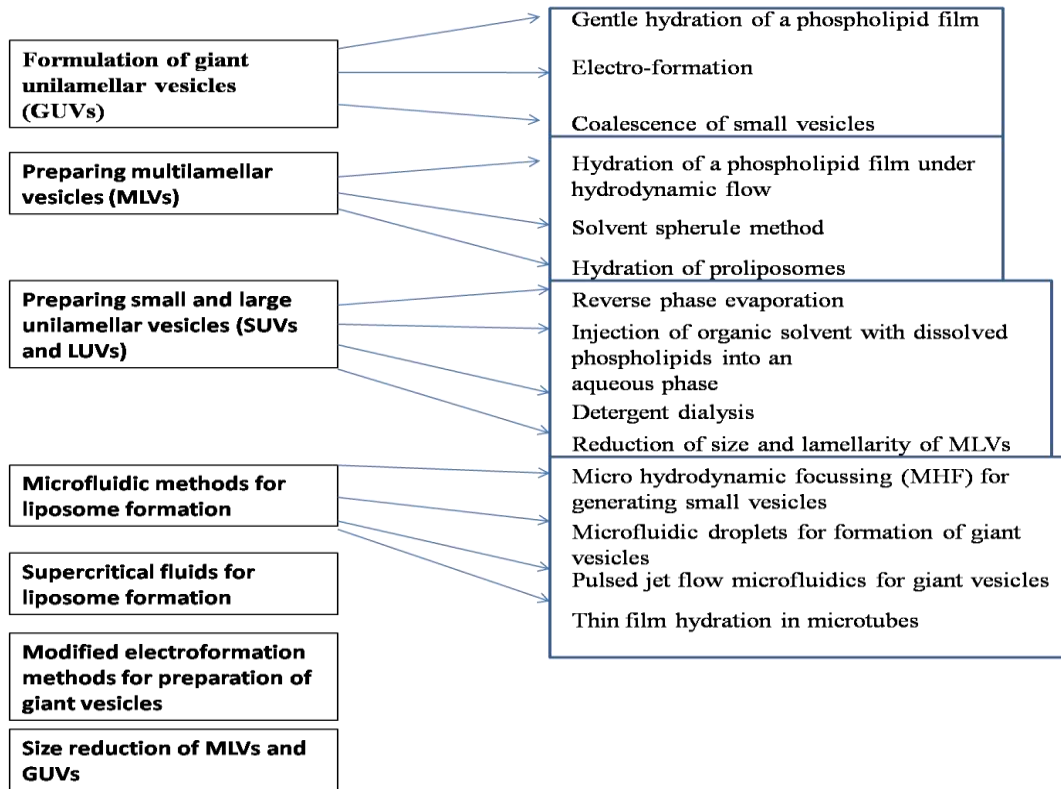 Formulation of giant
unilamellar vesicles
(GUVs)
Gentle hydration of a phospholipid film
Electro-formation
Coalescence of small vesicles
Preparing multilamellar
vesicles (MLVs)
Hydration of a phospholipid film under
hydrodynamic flow
Solvent spherule method
Hydration of proliposomes
Preparing small and large
unilamellar vesicles (SUVs
and LUVs)
Reverse phase evaporation
Injection of organic solvent with dissolved
phospholipids into an
aqueous phase
Detergent dialysis
Reduction of size and lamellarity of MLVs
Microfluidic methods for
liposome formation
Micro hydrodynamic focussing (MHF) for
generating small vesicles
Microfluidic droplets for formation of giant
vesicles
Pulsed jet flow microfluidics for giant vesicles
Thin film hydration in microtubes
Supercritical fluids for
liposome formation
Modified electroformation
methods for preparation of
giant vesicles
Size reduction of MLVs and
GUVs